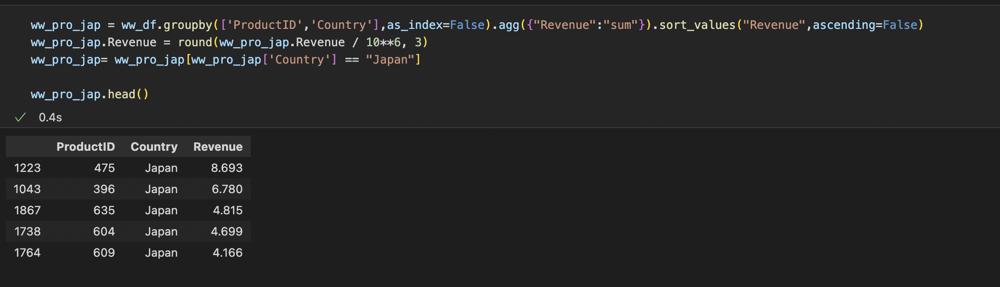 ww_pro_jap = ww_df.groupby(['ProductID','Country'],as_index=False).agg({"Revenue":"sum"}).sort_values("Revenue",ascending=False)
ww_pro_jap.Revenue = round(ww_pro_jap.Revenue / 10**6, 3)
ww_pro_jap= ww_pro_jap[ww_pro_jap['Country'] == "Japan"]
ww_pro_jap.head()
✓ 0.4s
ProductID Country Revenue
1223 475 Japan 8.693
1043 396 Japan 6.780
1867 635 Japan 4.815
1738 604 Japan 4.699
1764 609 Japan 4.166